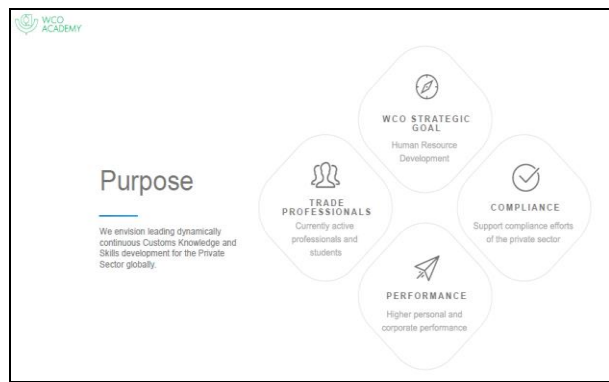 WCO
ACADEMY
Purpose
We envision leading dynamically
continuous Customs Knowledge and
Skills development for the Private
Sector globally.
WCO STRATEGIC
GOAL
Human Resource
Development
TRADE
PROFESSIONALS
Currently active
professionals and
students
COMPLIANCE
Support compliance efforts
of the private sector
PERFORMANCE
Higher personal and
corporate performance